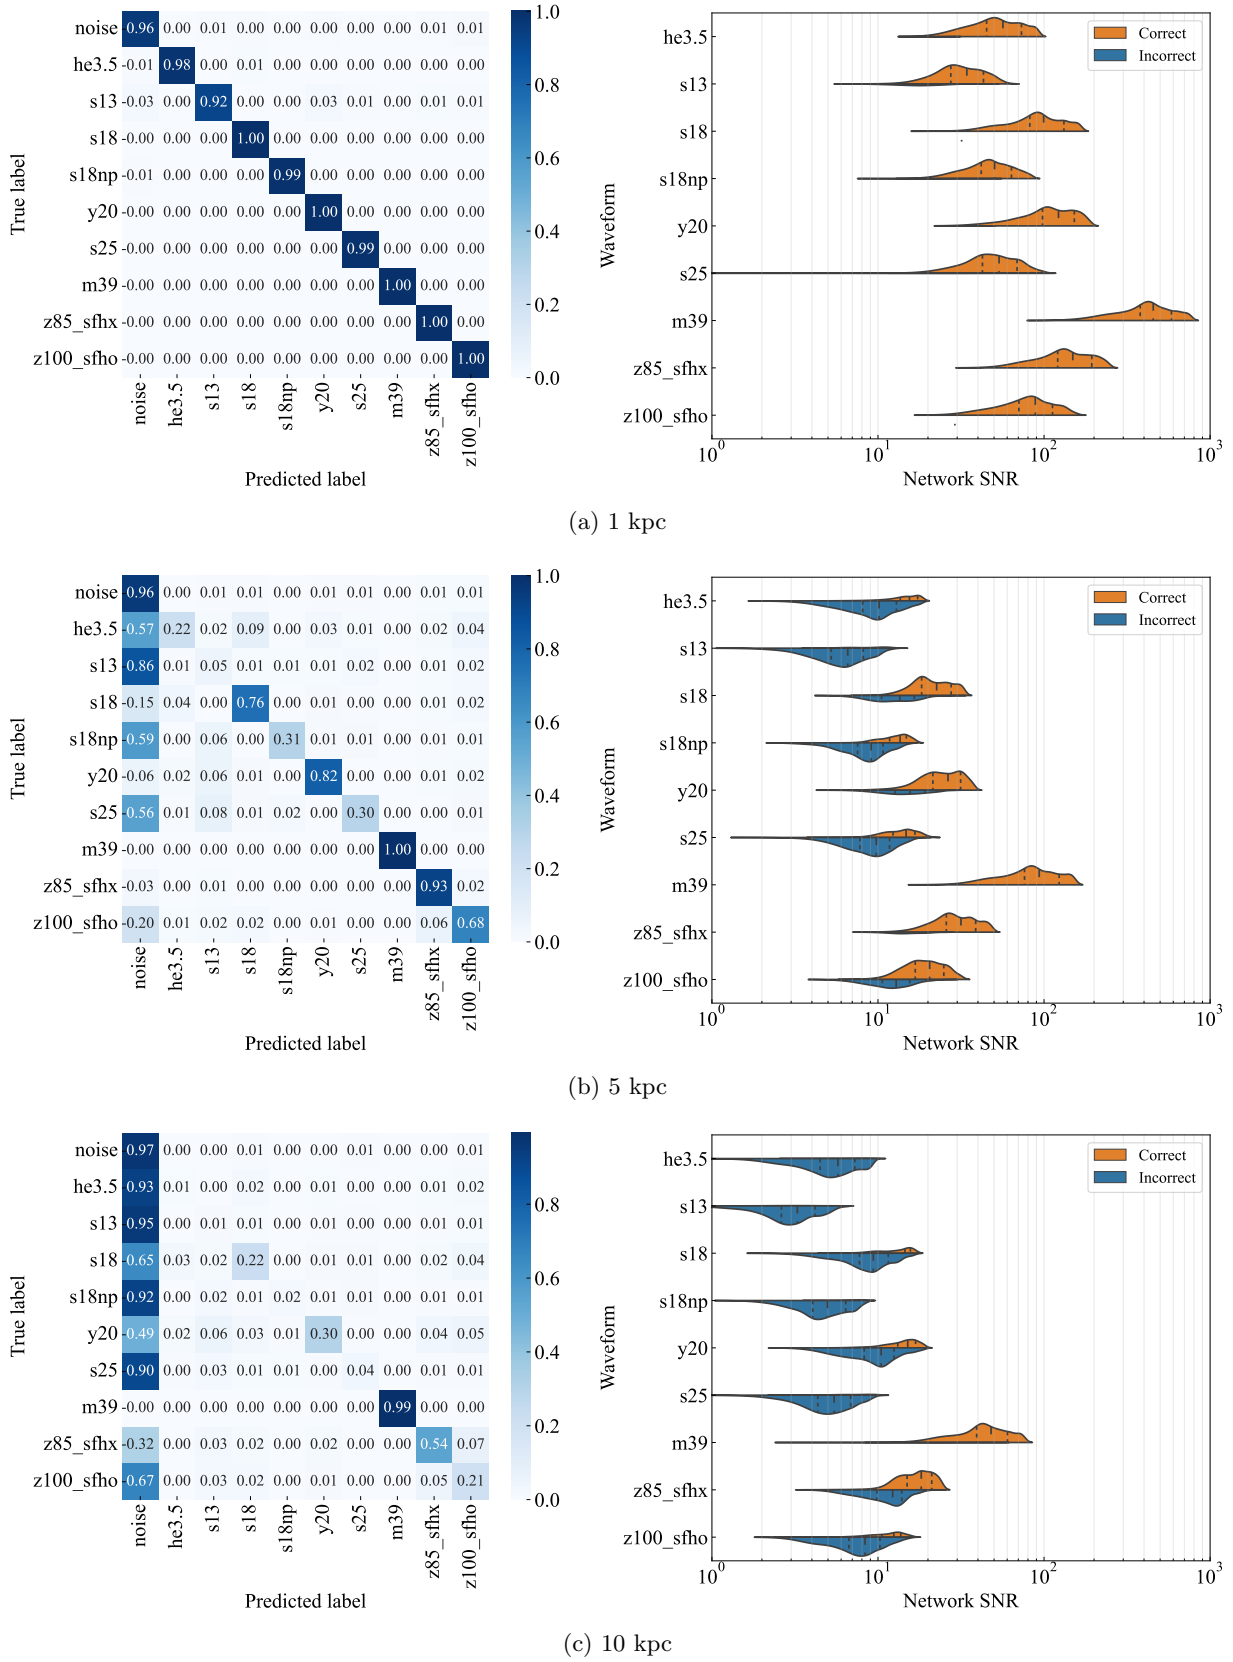 noise 0.96 0.00 0.01 0.00 0.00 0.00 0.00 0.00 0.01 0.01
he3.5 0.01 0.98 0.00 0.01 0.00 0.00 0.00 0.00 0.00 0.00
s13 0.03 0.00 0.92 0.00 0.00 0.03 0.01 0.00 0.01 0.01
s18 0.00 0.00 0.00 1.00 0.00 0.00 0.00 0.00 0.00 0.00
s18np 0.01 0.00 0.00 0.00 0.99 0.00 0.00 0.00 0.00 0.00
y20 0.00 0.00 0.00 0.00 0.00 1.00 0.00 0.00 0.00 0.00
s25 0.00 0.00 0.00 0.00 0.00 0.00 0.99 0.00 0.00 0.00
m39 0.00 0.00 0.00 0.00 0.00 0.00 0.00 1.00 0.00 0.00
z85_sfhx 0.00 0.00 0.00 0.00 0.00 0.00 0.00 0.00 1.00 0.00
z100_sfho 0.00 0.00 0.00 0.00 0.00 0.00 0.00 0.00 0.00 1.00
True label
noise he3.5 s13 s18 s18np y20 s25 m39 z85_sfhx z100_sfho
Predicted label
1.0
0.8
0.6
0.4
0.2
0.0
Correct
Incorrect
he3.5
s13
s18
s18np
y20
s25
m39
z85_sfhx
z100_sfho
Waveform
10^0 10^1 10^2 10^3
Network SNR
(a) 1 kpc
noise 0.96 0.00 0.01 0.01 0.00 0.01 0.01 0.00 0.01 0.01
he3.5 0.57 0.22 0.02 0.09 0.00 0.03 0.01 0.00 0.02 0.04
s13 0.86 0.01 0.05 0.01 0.01 0.01 0.02 0.00 0.01 0.02
s18 0.15 0.04 0.00 0.76 0.00 0.01 0.00 0.00 0.01 0.02
s18np 0.59 0.00 0.06 0.00 0.31 0.01 0.01 0.00 0.01 0.01
y20 0.06 0.02 0.06 0.01 0.00 0.82 0.00 0.00 0.01 0.02
s25 0.56 0.01 0.08 0.01 0.02 0.00 0.30 0.00 0.00 0.01
m39 0.00 0.00 0.00 0.00 0.00 0.00 0.00 1.00 0.00 0.00
z85_sfhx 0.03 0.00 0.01 0.00 0.00 0.00 0.00 0.00 0.93 0.02
z100_sfho 0.20 0.01 0.02 0.02 0.00 0.01 0.00 0.00 0.06 0.68
True label
noise he3.5 s13 s18 s18np y20 s25 m39 z85_sfhx z100_sfho
Predicted label
1.0
0.8
0.6
0.4
0.2
0.0
Correct
Incorrect
he3.5
s13
s18
s18np
y20
s25
m39
z85_sfhx
z100_sfho
Waveform
10^0 10^1 10^2 10^3
Network SNR
(b) 5 kpc
noise 0.97 0.00 0.00 0.01 0.00 0.00 0.01 0.00 0.00 0.01
he3.5 0.93 0.01 0.00 0.02 0.00 0.01 0.00 0.00 0.01 0.02
s13 0.95 0.00 0.01 0.01 0.00 0.01 0.00 0.00 0.01 0.01
s18 0.65 0.03 0.02 0.22 0.00 0.01 0.01 0.00 0.02 0.04
s18np 0.92 0.00 0.02 0.01 0.02 0.01 0.01 0.00 0.01 0.01
y20 0.49 0.02 0.06 0.03 0.01 0.30 0.00 0.00 0.04 0.05
s25 0.90 0.00 0.03 0.01 0.01 0.00 0.04 0.00 0.01 0.01
m39 0.00 0.00 0.00 0.00 0.00 0.00 0.00 0.99 0.00 0.00
z85_sfhx 0.32 0.00 0.03 0.02 0.00 0.02 0.00 0.00 0.54 0.07
z100_sfho 0.67 0.00 0.03 0.02 0.00 0.01 0.00 0.00 0.05 0.21
True label
noise he3.5 s13 s18 s18np y20 s25 m39 z85_sfhx z100_sfho
Predicted label
0.8
0.6
0.4
0.2
0.0
Correct
Incorrect
he3.5
s13
s18
s18np
y20
s25
m39
z85_sfhx
z100_sfho
Waveform
10^0 10^1 10^2 10^3
Network SNR
(c) 10 kpc